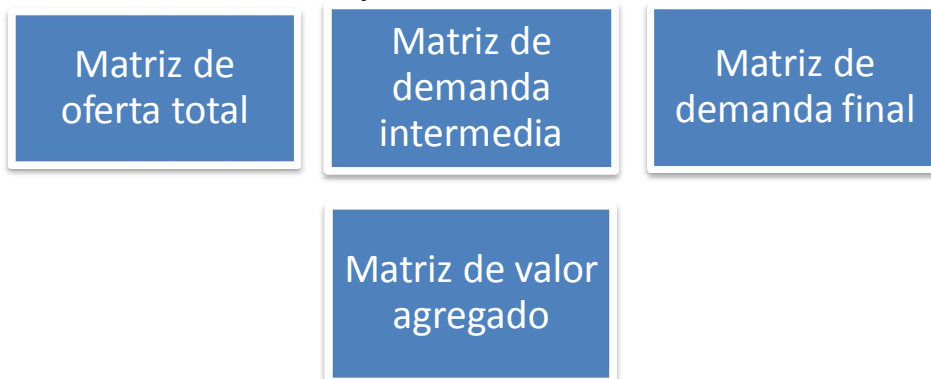 Matriz de
oferta total
Matriz de
demanda
intermedia
Matriz de
demanda final
Matriz de valor
agregado